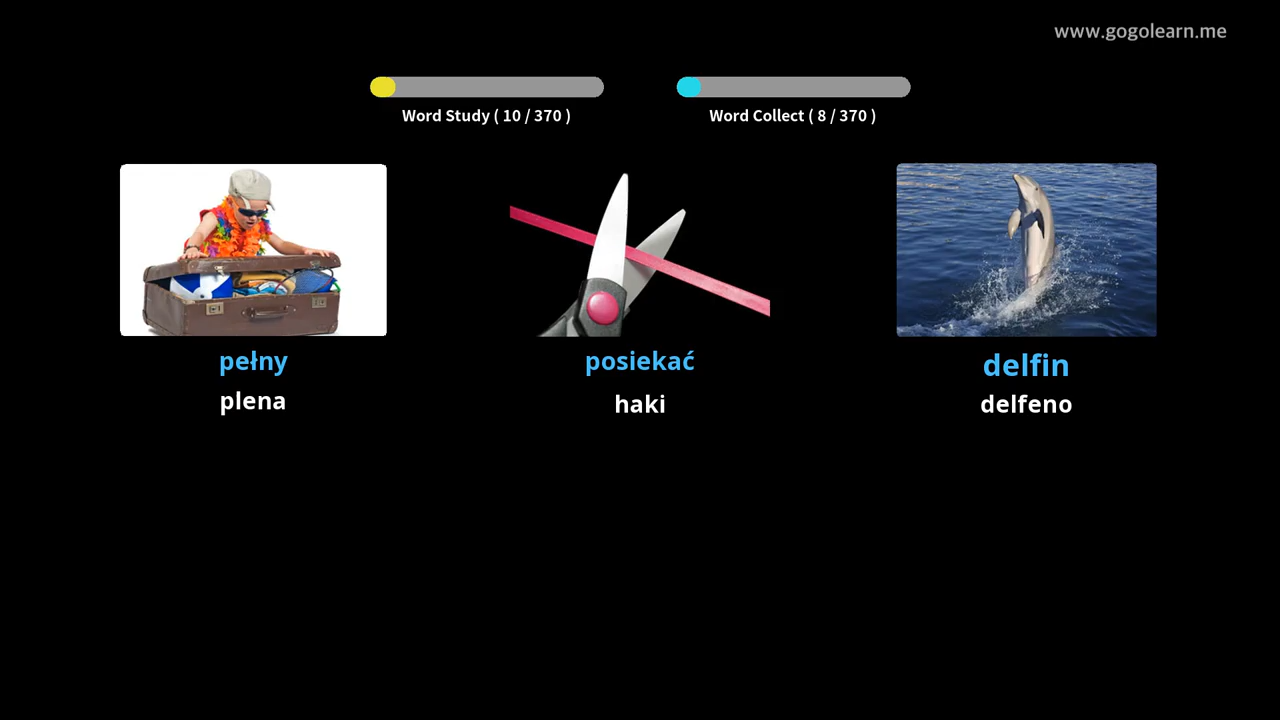 www.gogolearn.me
Word Study ( 10 / 370 )
Word Collect ( 8 / 370 )
pełny
plena
posiekać
haki
delfin
delfeno